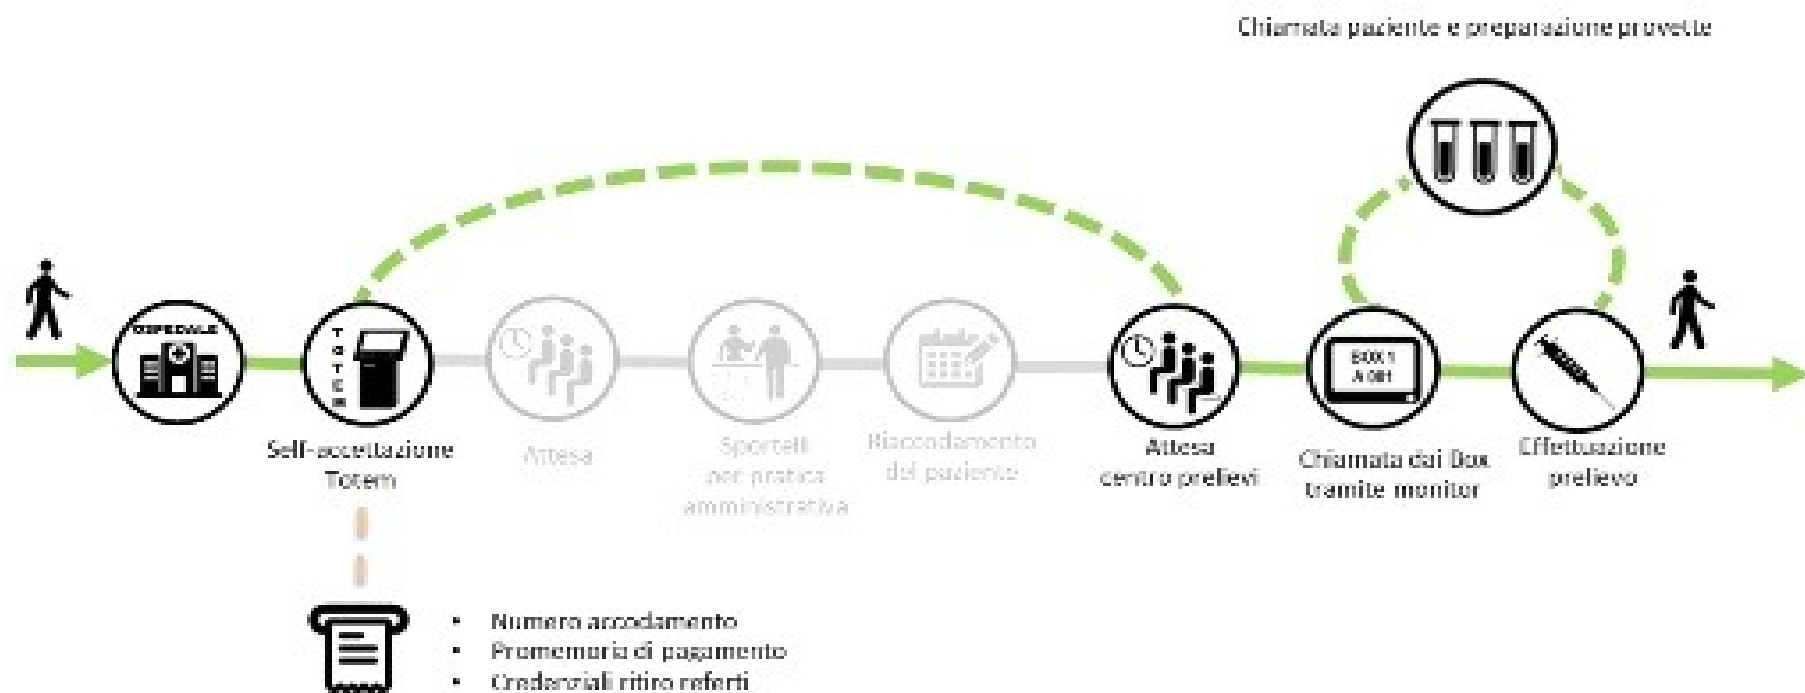 Chiamata paziente e preparazione provette
OSPEDALE
TOTEM
BOX 1
A 001
Self-accettazione
Totem
Attesa
Sportelli
per pratica
amministrativa
Riaccodamento
del paziente
Attesa
centro prelievi
Chiamata dai Box
tramite monitor
Effettuazione
prelievo
• Numero accodamento
• Promemoria di pagamento
• Credenziali ritiro referti